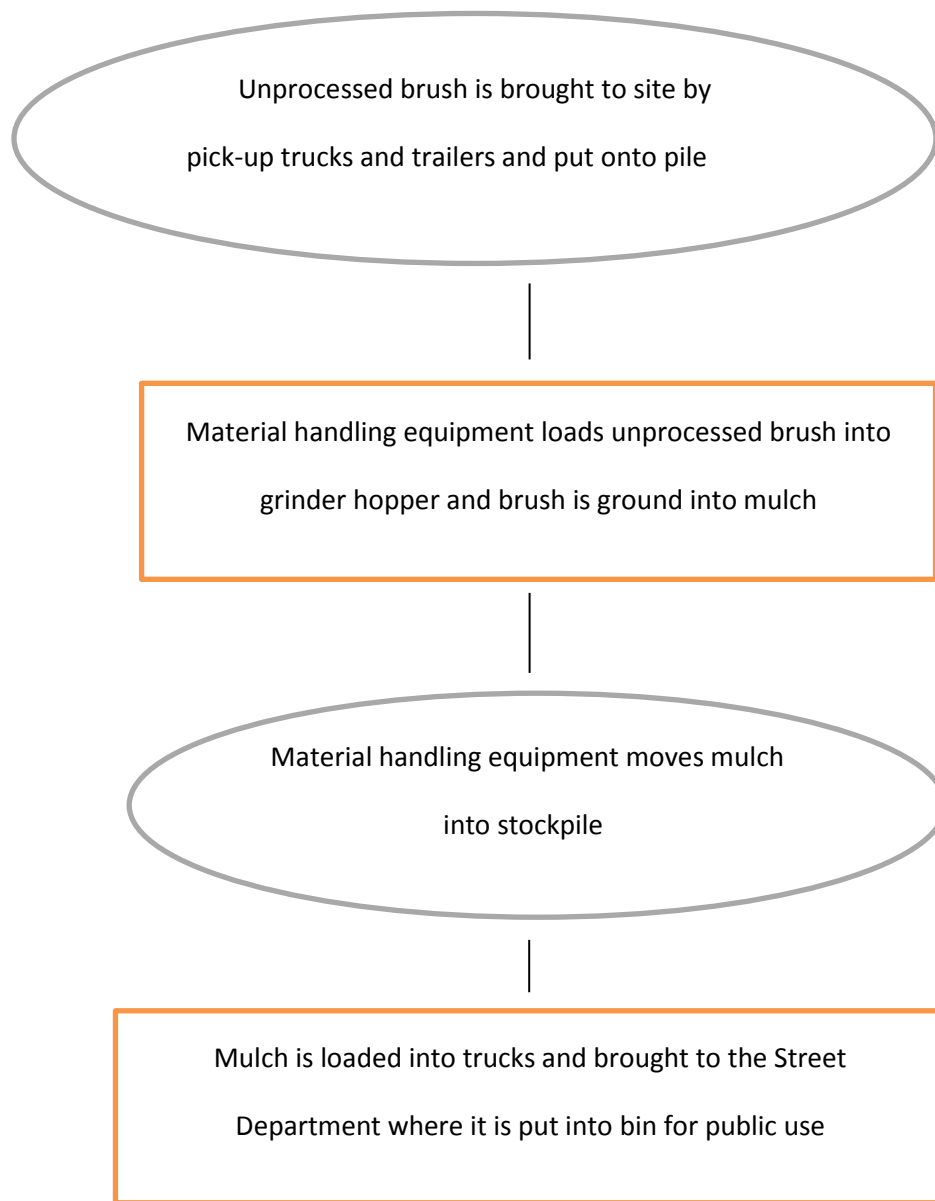 Unprocessed brush is brought to site by
pick-up trucks and trailers and put onto pile
Material handling equipment loads unprocessed brush into
grinder hopper and brush is ground into mulch
Material handling equipment moves mulch
into stockpile
Mulch is loaded into trucks and brought to the Street
Department where it is put into bin for public use